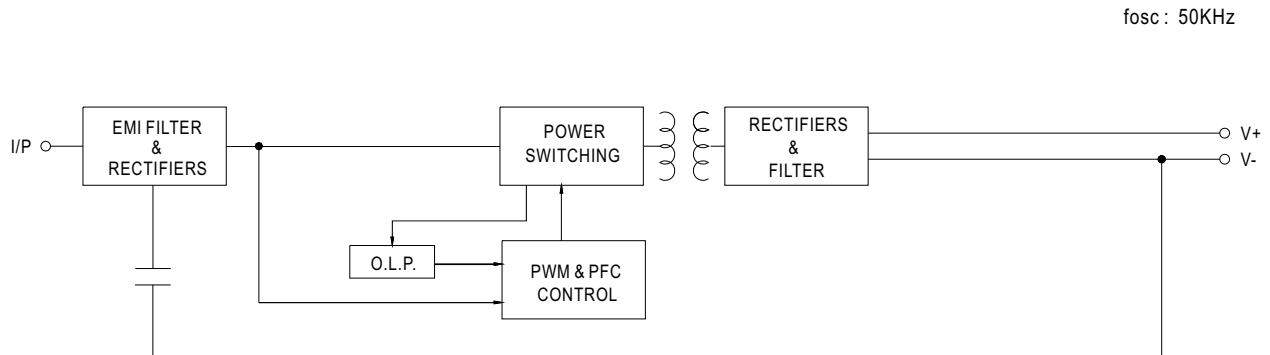 fosc : 50KHz
I/P
EMI FILTER
&
RECTIFIERS
POWER
SWITCHING
RECTIFIERS
&
FILTER
V+
V-
O.L.P.
PWM & PFC
CONTROL